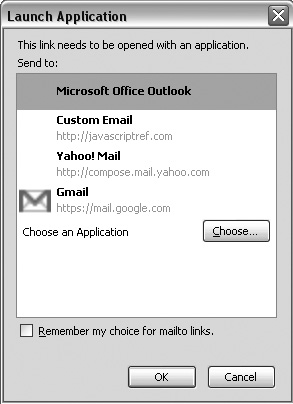 Launch Application
This link needs to be opened with an application.
Send to:
Microsoft Office Outlook
Custom Email
http://javascriptref.com
Yahoo! Mail
http://compose.mail.yahoo.com
Gmail
https://mail.google.com
Choose an Application Choose...
Remember my choice for mailto links.
OK Cancel